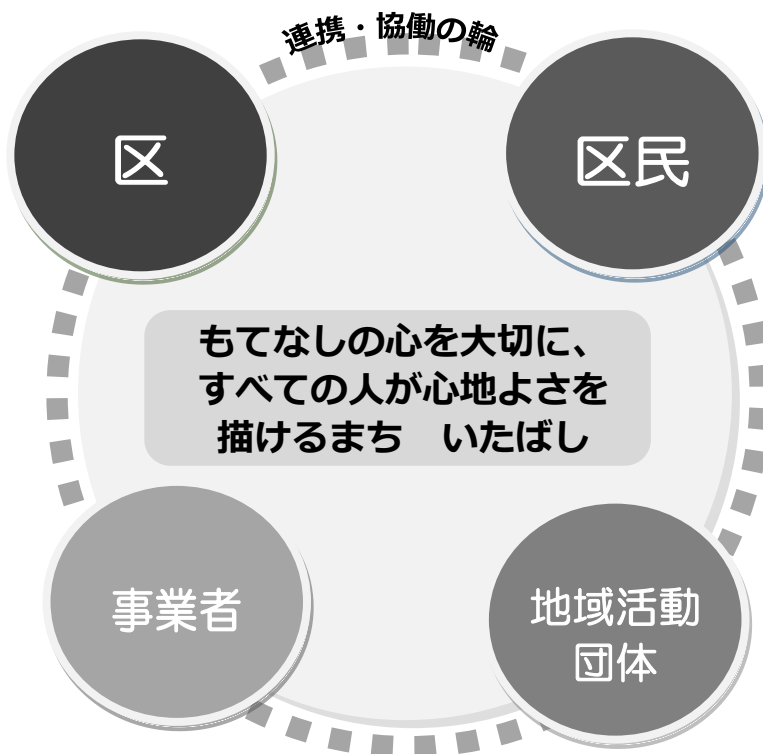 連携・協働の輪
区
区民
もてなしの心を大切に、
すべての人が心地よさを
描けるまち　いたばし
事業者
地域活動
団体